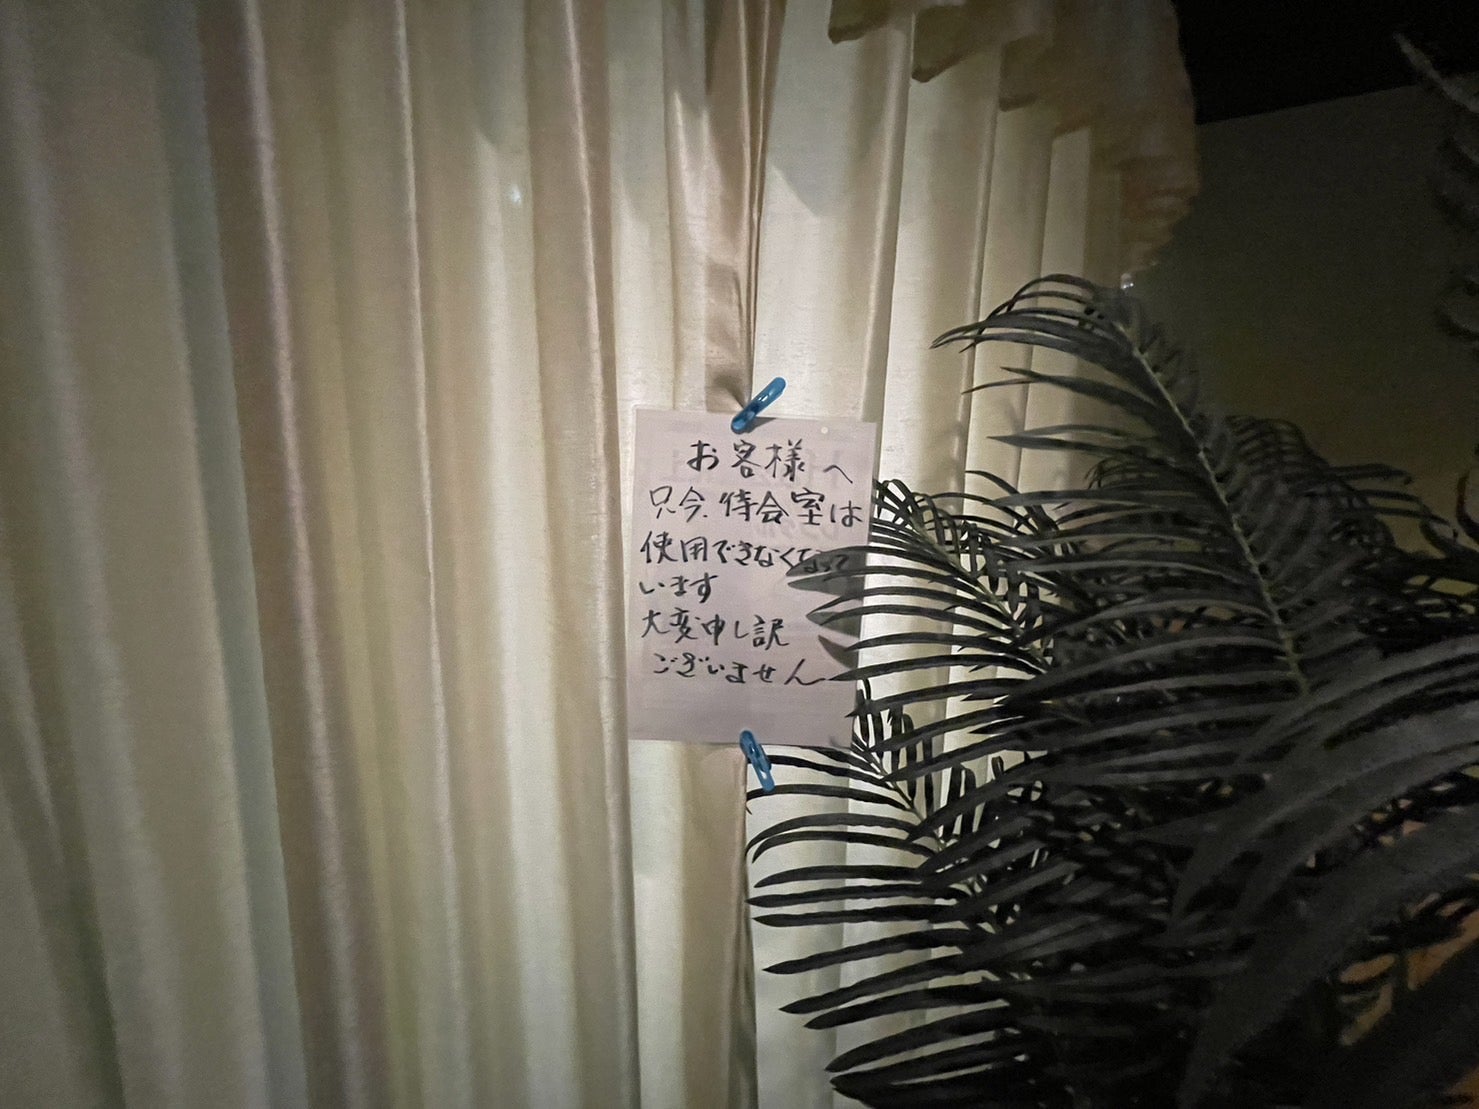 お客様へ
只今、待合室は
使用できなくなって
います
大変申し訳
ございません